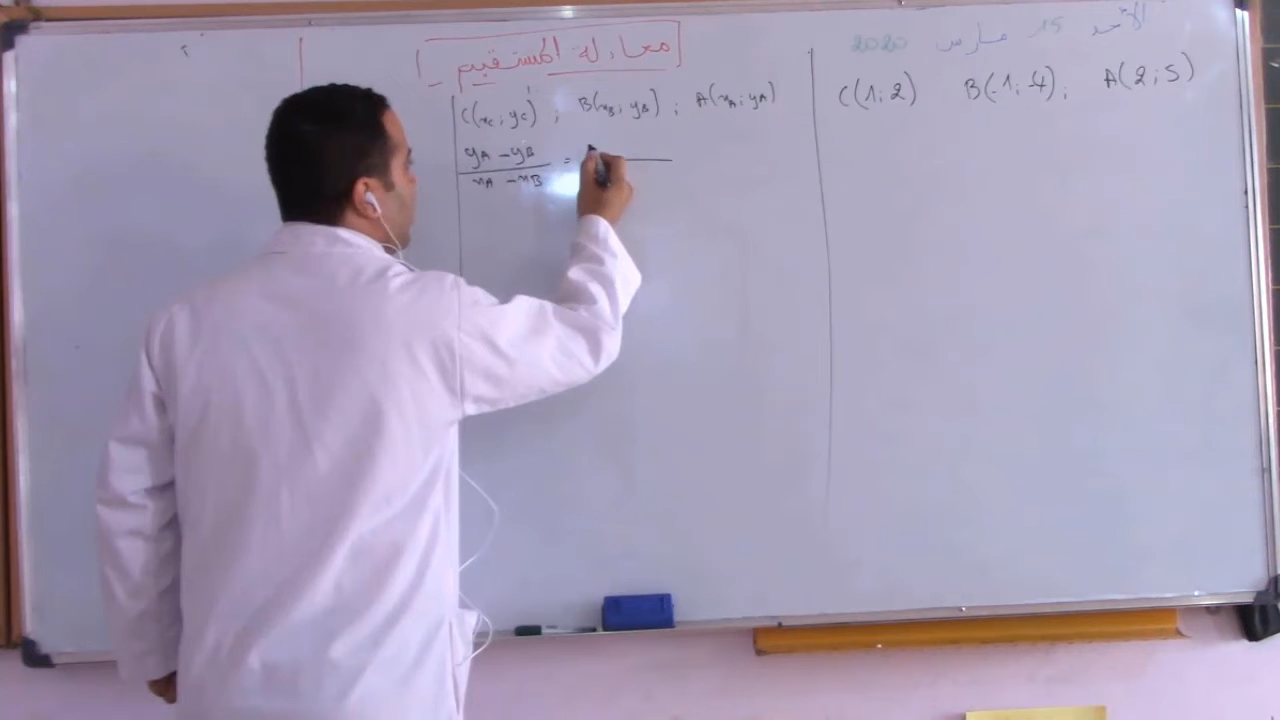 الأحد 15 مارس 2020
معادلة المستقيم
A(2;5) B(-1;-4); C(1;2)
A(xA;yA) ; B(xB;yB) ; C(xC;yC)
yA - yB
xA - xB
=